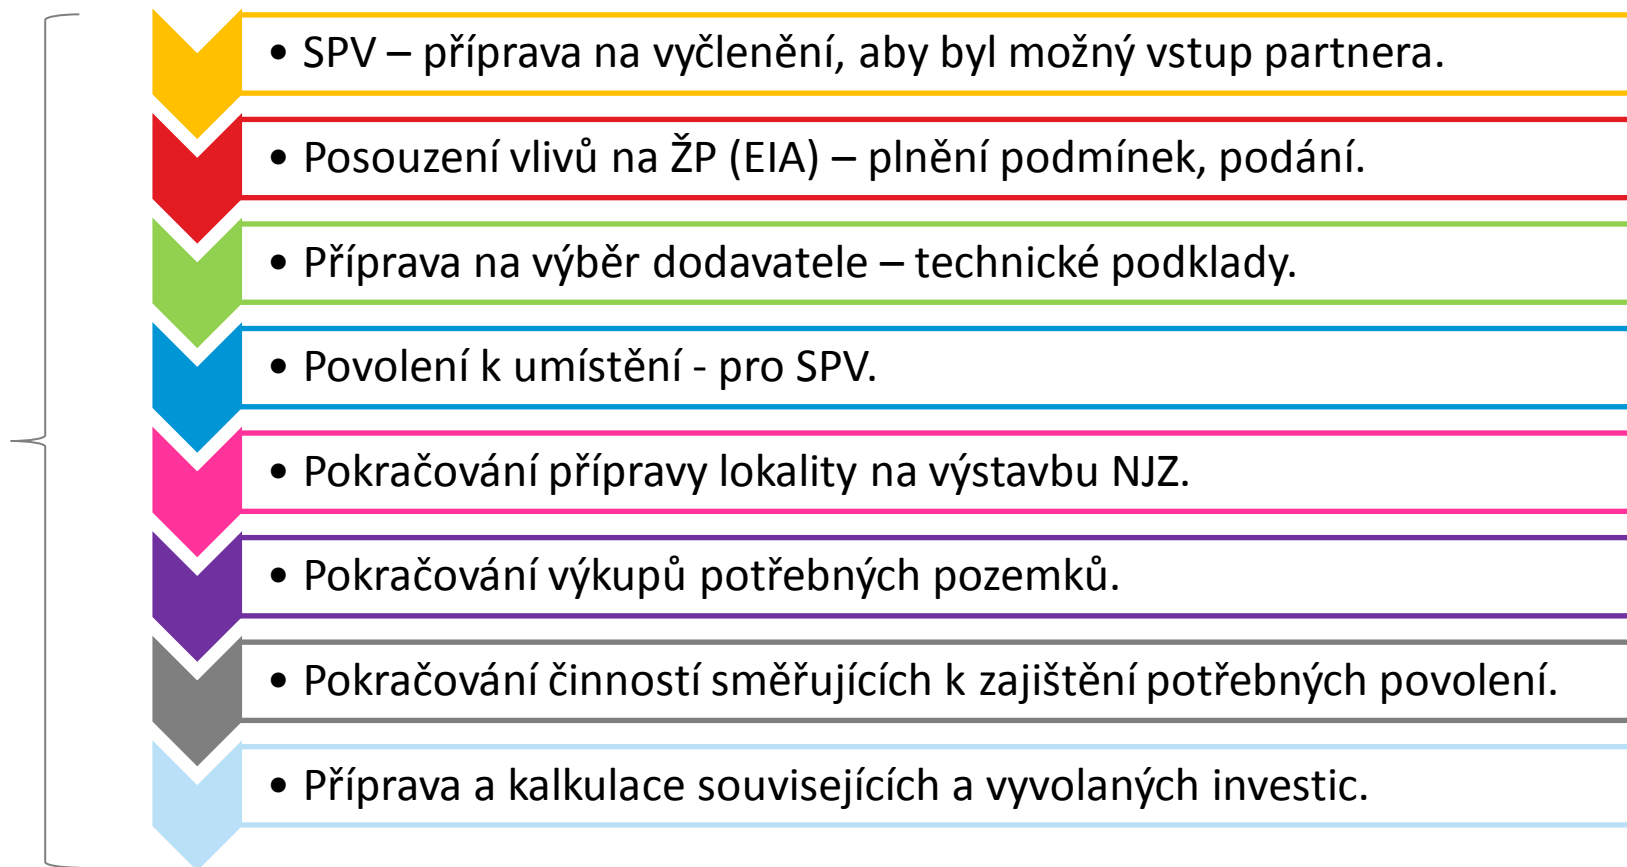 • SPV – příprava na vyčlenění, aby byl možný vstup partnera.
• Posouzení vlivů na ŽP (EIA) – plnění podmínek, podání.
• Příprava na výběr dodavatele – technické podklady.
• Povolení k umístění - pro SPV.
• Pokračování přípravy lokality na výstavbu NJZ.
• Pokračování výkupů potřebných pozemků.
• Pokračování činností směřujících k zajištění potřebných povolení.
• Příprava a kalkulace souvisejících a vyvolaných investic.